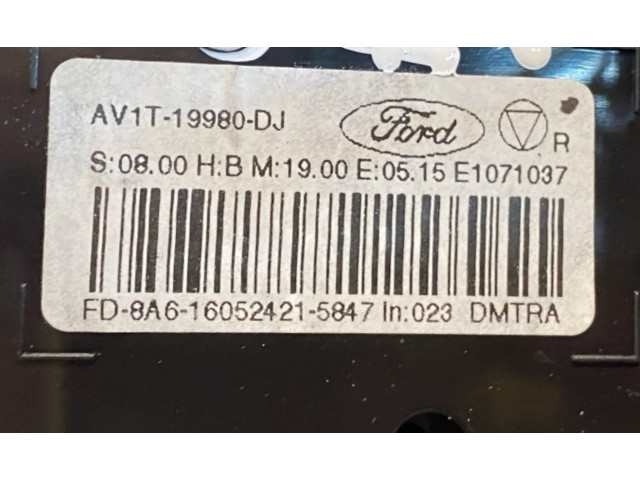 AV1T-19980-DJ Ford R
S:08.00 H:B M:19.00 E:05.15 E1071037
FD-8A6-16052421-5847 In:023 DMTRA